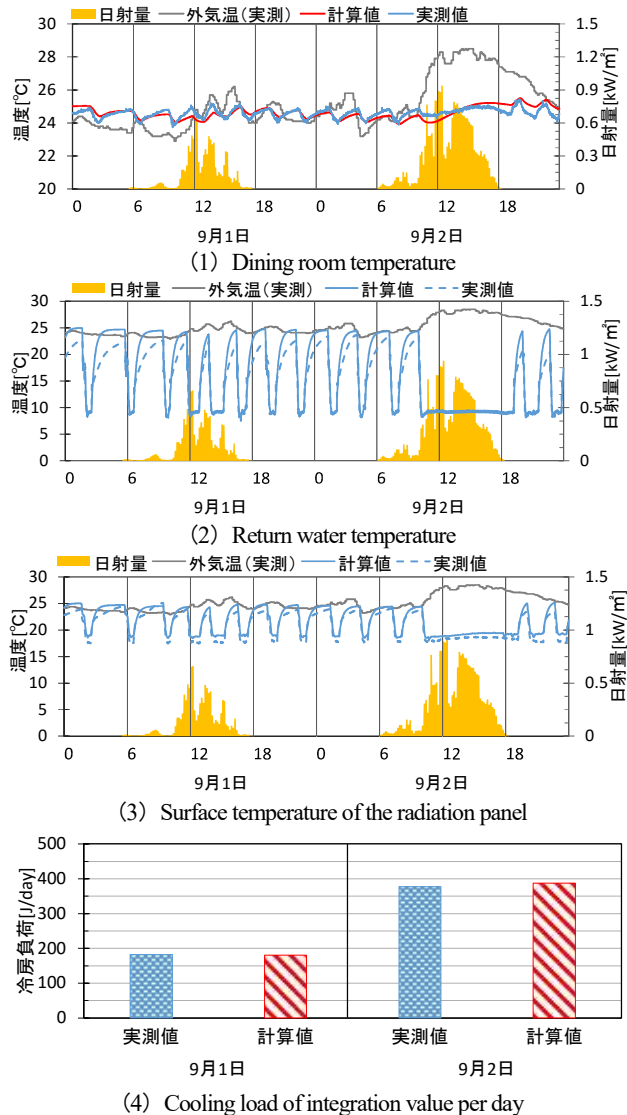 日射量 外気温(実測) 計算値 実測値
温度[℃]
30
28
26
24
22
20
1.5
1.2
0.9
0.6
0.3
0
日射量[kW/㎡]
0 6 12 18 0 6 12 18
9月1日 9月2日
(1) Dining room temperature
日射量 外気温(実測) 計算値 実測値
温度[℃]
30
25
20
15
10
5
0
1.5
1
0.5
0
日射量[kW/㎡]
0 6 12 18 0 6 12 18
9月1日 9月2日
(2) Return water temperature
日射量 外気温(実測) 計算値 実測値
温度[℃]
30
25
20
15
10
5
0
1.5
1
0.5
0
日射量[kW/㎡]
0 6 12 18 0 6 12 18
9月1日 9月2日
(3) Surface temperature of the radiation panel
冷房負荷[J/day]
500
400
300
200
100
0
実測値 計算値 実測値 計算値
9月1日 9月2日
(4) Cooling load of integration value per day